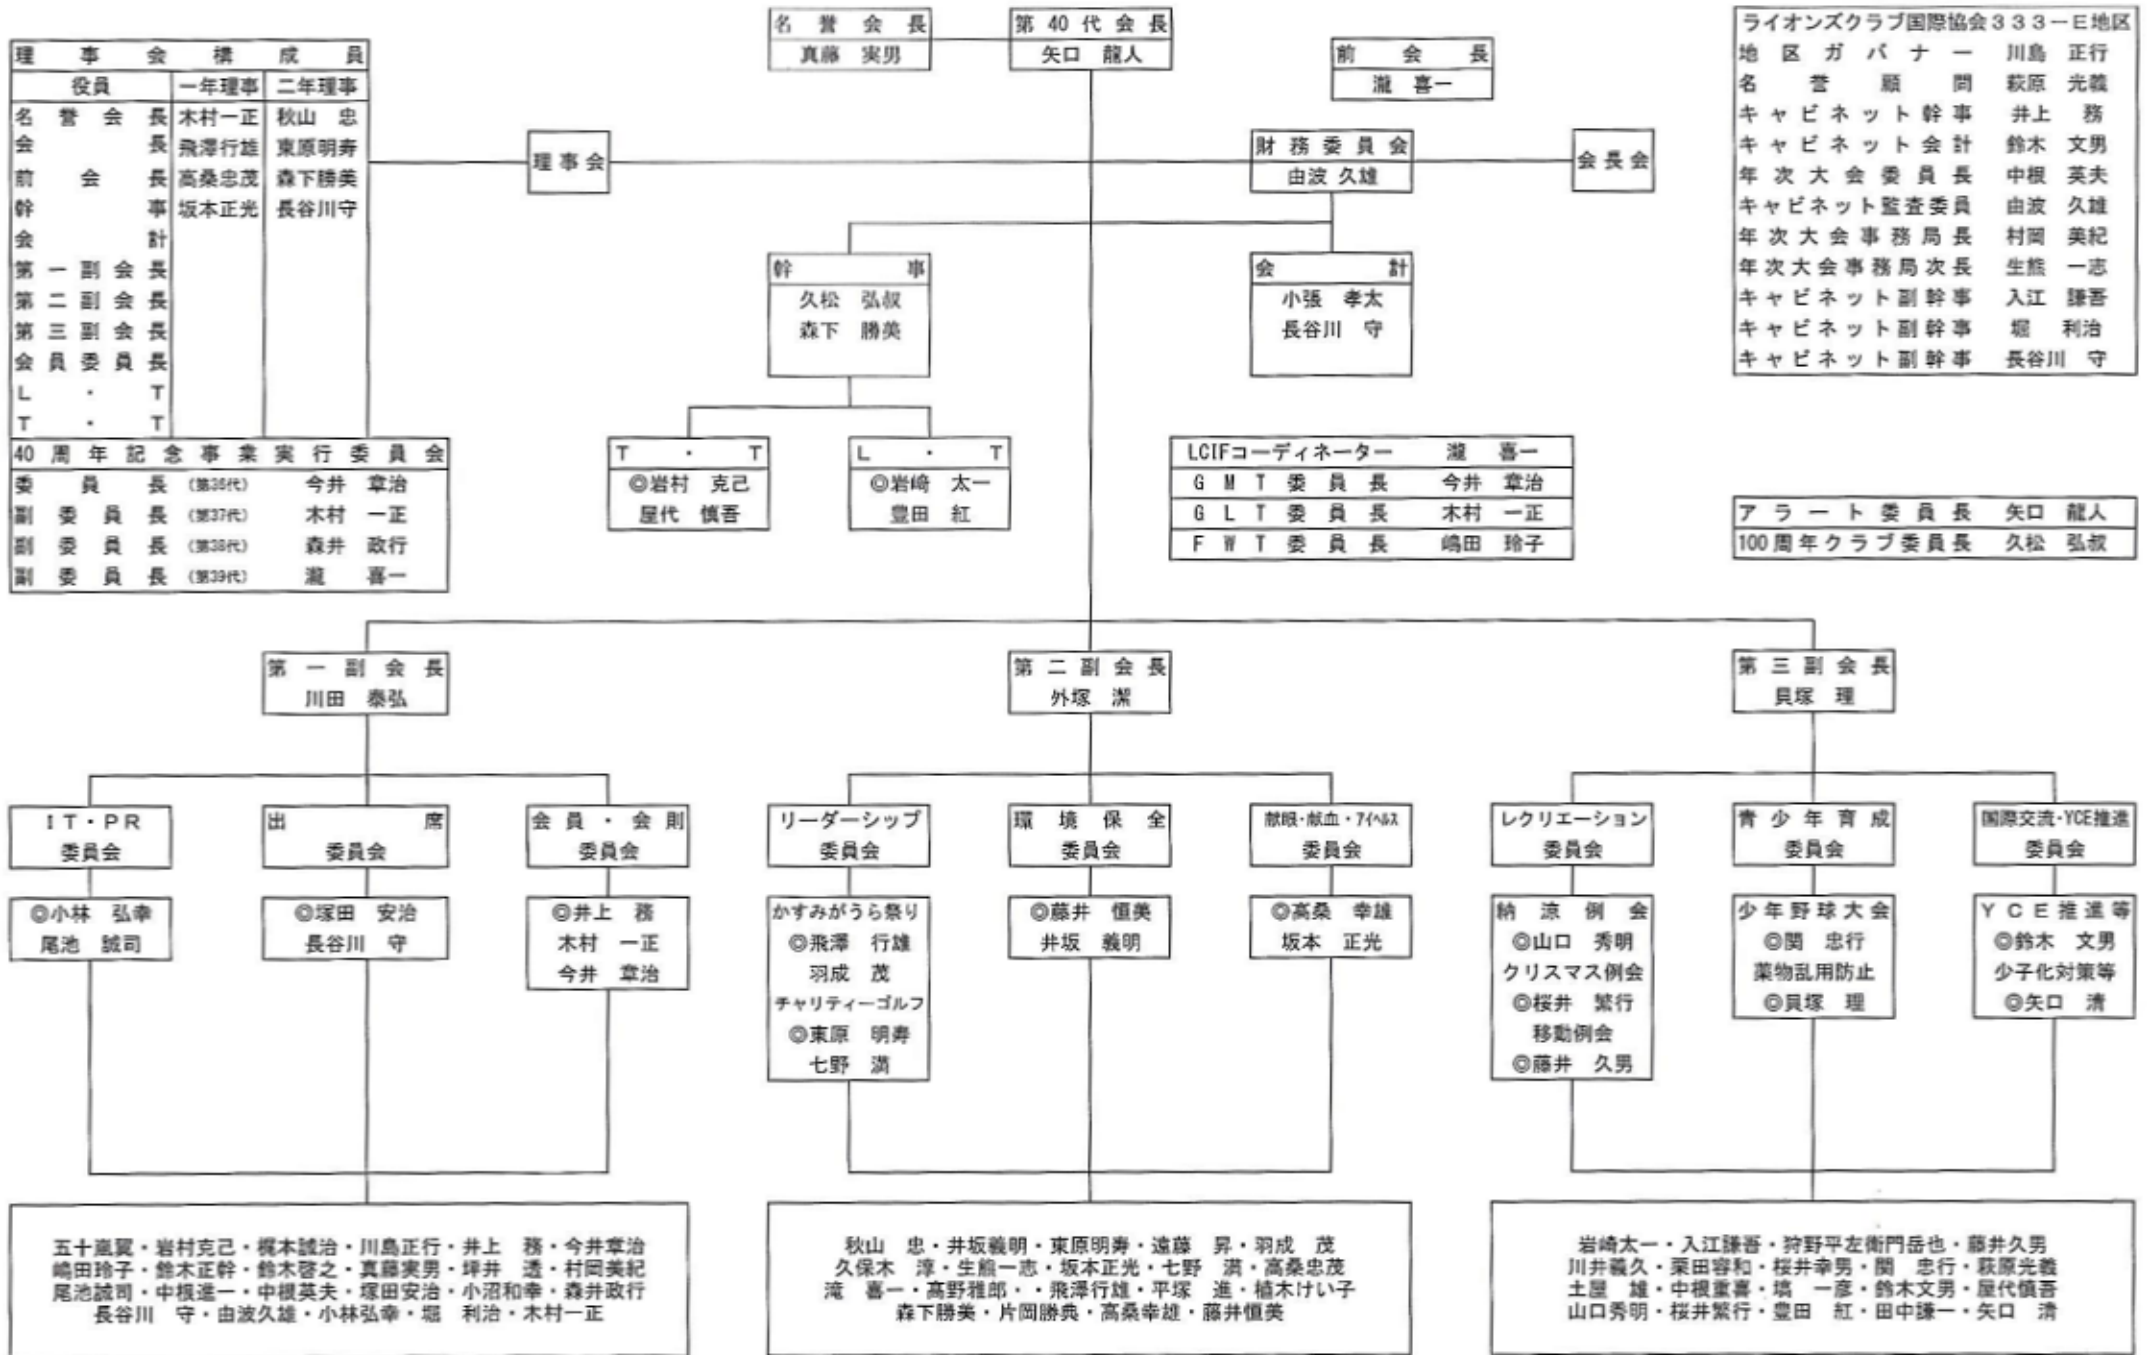 名誉会長
真藤 実男
第40代会長
矢口 龍人
前会長
瀧 喜一
ライオンズクラブ国際協会333-E地区
地区ガバナー 川島 正行
名誉顧問 萩原 光義
キャビネット幹事 井上 務
キャビネット会計 鈴木 文男
年次大会委員長 中根 英夫
キャビネット監査委員 由波 久雄
年次大会事務局長 村岡 美紀
年次大会事務局次長 生熊 一志
キャビネット副幹事 入江 謙吾
キャビネット副幹事 堀 利治
キャビネット副幹事 長谷川 守
理事会構成員
役員 一年理事 二年理事
名誉会長 木村一正 秋山 忠
会長 飛澤行雄 東原明寿
前会長 高桑忠茂 森下勝美
幹事 坂本正光 長谷川守
会計
第一副会長
第二副会長
第三副会長
会員委員長
L・T
T・T
40周年記念事業実行委員会
委員長 (第36代) 今井 章治
副委員長 (第37代) 木村 一正
副委員長 (第38代) 森井 政行
副委員長 (第39代) 瀧 喜一
理事会
財務委員会
由波 久雄
会長会
幹事
久松 弘叔
森下 勝美
会計
小張 孝太
長谷川 守
T・T
◎岩村 克己
屋代 慎吾
L・T
◎岩﨑 太一
豊田 紅
LCIFコーディネーター 瀧 喜一
GMT委員長 今井 章治
GLT委員長 木村 一正
FWT委員長 嶋田 玲子
アラート委員長 矢口 龍人
100周年クラブ委員長 久松 弘叔
第一副会長
川田 泰弘
第二副会長
外塚 潔
第三副会長
貝塚 理
IT・PR
委員会
◎小林 弘幸
尾池 誠司
出席
委員会
◎塚田 安治
長谷川 守
会員・会則
委員会
◎井上 務
木村 一正
今井 章治
リーダーシップ
委員会
かすみがうら祭り
◎飛澤 行雄
羽成 茂
チャリティーゴルフ
◎東原 明寿
七野 満
環境保全
委員会
◎藤井 恒美
井坂 義明
献眼・献血・アイヘルス
委員会
◎高桑 幸雄
坂本 正光
レクリエーション
委員会
納涼例会
◎山口 秀明
クリスマス例会
◎桜井 繁行
移動例会
◎藤井 久男
青少年育成
委員会
少年野球大会
◎関 忠行
薬物乱用防止
◎貝塚 理
国際交流・YCE推進
委員会
YCE推進等
◎鈴木 文男
少子化対策等
◎矢口 清
五十嵐翼・岩村克己・梶本誠治・川島正行・井上 務・今井章治
嶋田玲子・鈴木正幹・鈴木啓之・真藤実男・坪井 透・村岡美紀
尾池誠司・中根進一・中根英夫・塚田安治・小沼和幸・森井政行
長谷川 守・由波久雄・小林弘幸・堀 利治・木村一正
秋山 忠・井坂義明・東原明寿・遠藤 昇・羽成 茂
久保木 淳・生熊一志・坂本正光・七野 満・高桑忠茂
滝 喜一・高野雅郎・・飛澤行雄・平塚 進・植木けい子
森下勝美・片岡勝典・高桑幸雄・藤井恒美
岩崎太一・入江謙吾・狩野平左衛門岳也・藤井久男
川井義久・栗田容和・桜井幸男・関 忠行・萩原光義
土屋 雄・中根重喜・塙 一彦・鈴木文男・屋代慎吾
山口秀明・桜井繁行・豊田 紅・田中謙一・矢口 清